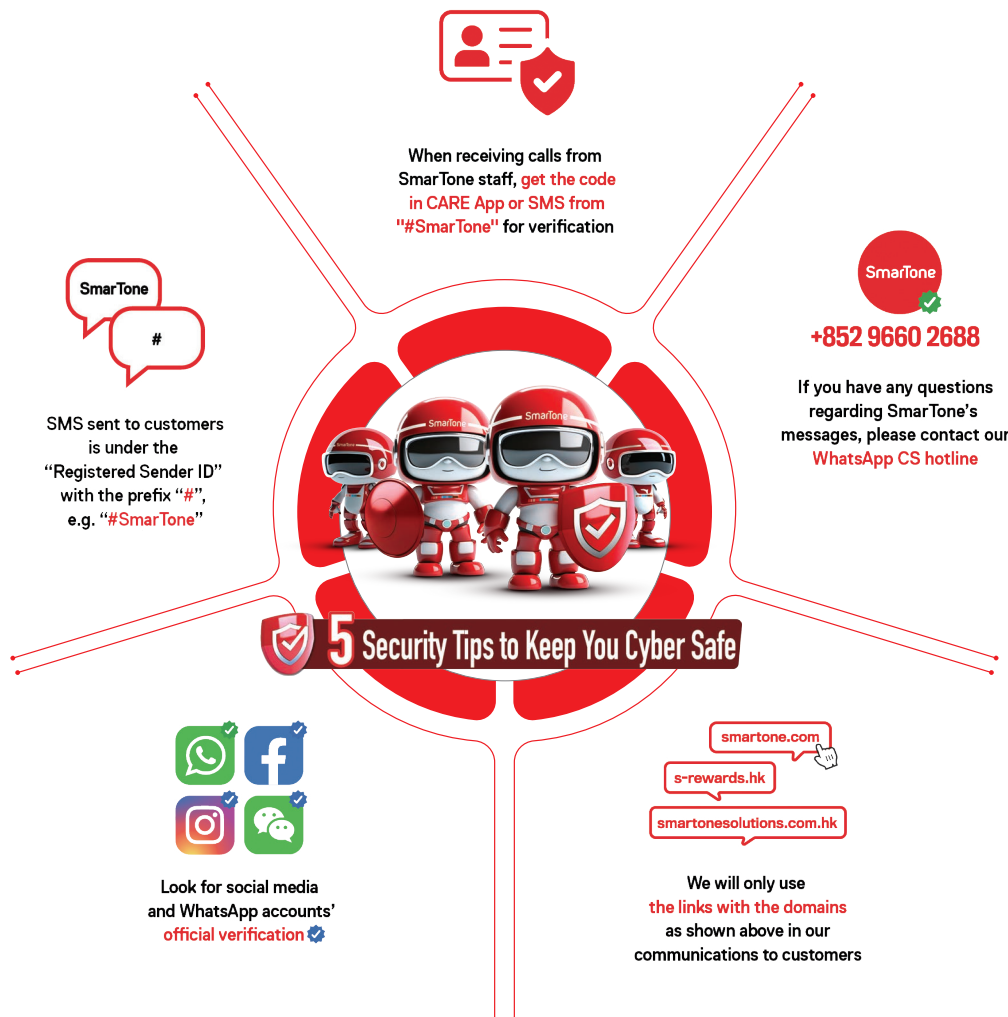 When receiving calls from
SmarTone staff, get the code
in CARE App or SMS from
"#SmarTone" for verification
SmarTone
#
SMS sent to customers
is under the
“Registered Sender ID”
with the prefix “#”,
e.g. “#SmarTone”
SmarTone
+852 9660 2688
If you have any questions
regarding SmarTone’s
messages, please contact our
WhatsApp CS hotline
SmarTone
SmarTone
SmarTone
5 Security Tips to Keep You Cyber Safe
Look for social media
and WhatsApp accounts’
official verification
smartone.com
s-rewards.hk
smartonesolutions.com.hk
We will only use
the links with the domains
as shown above in our
communications to customers